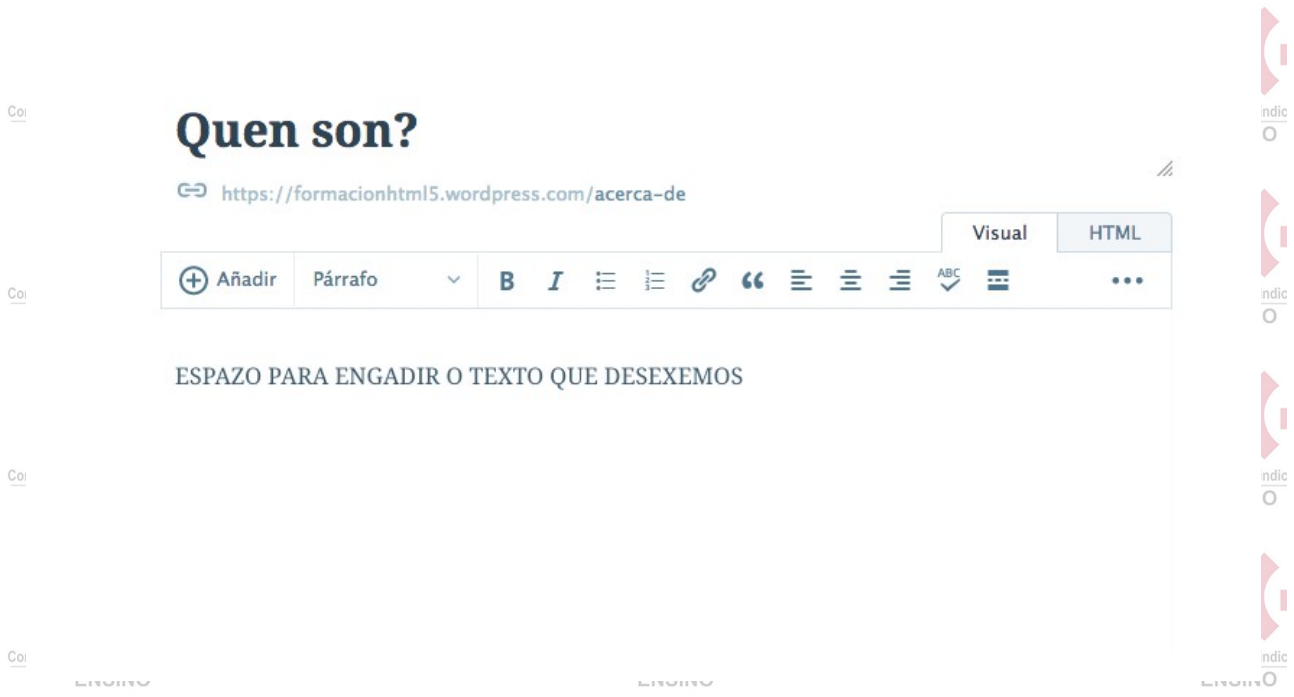 Quen son?
https://formacionhtml5.wordpress.com/acerca-de
Visual HTML
Añadir Párrafo B I ABC
ESPAZO PARA ENGADIR O TEXTO QUE DESEXEMOS